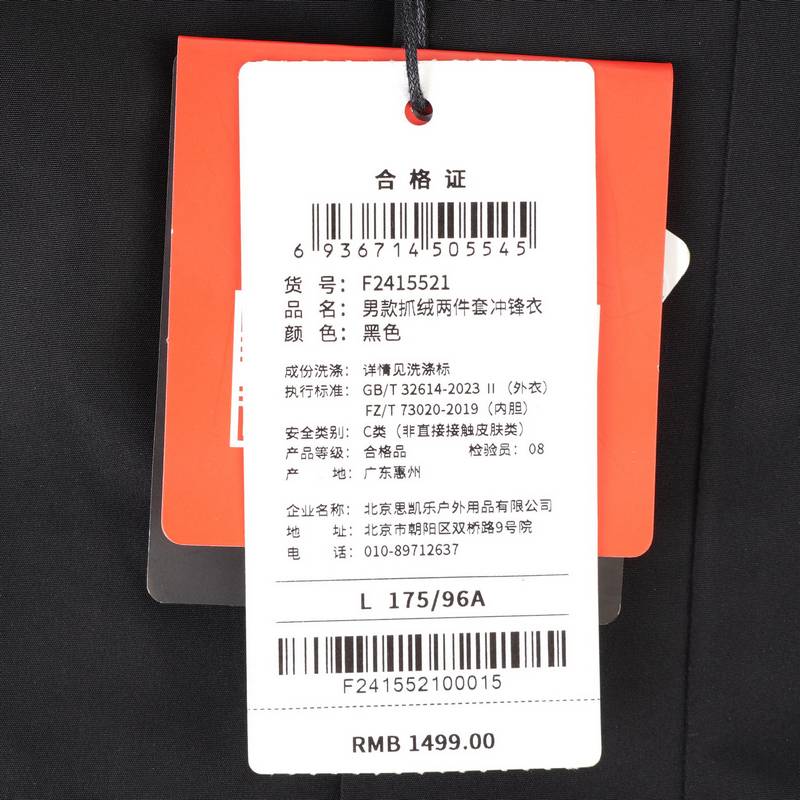 合格证
6 936714 505545
货 号： F2415521
品 名： 男款抓绒两件套冲锋衣
颜 色： 黑色
成份洗涤： 详情见洗涤标
执行标准： GB/T 32614-2023 II （外衣）
FZ/T 73020-2019 （内胆）
安全类别： C类（非直接接触皮肤类）
产品等级： 合格品 检验员： 08
产 地： 广东惠州
企业名称： 北京思凯乐户外用品有限公司
地 址： 北京市朝阳区双桥路9号院
电 话： 010-89712637
L 175/96A
F241552100015
RMB 1499.00